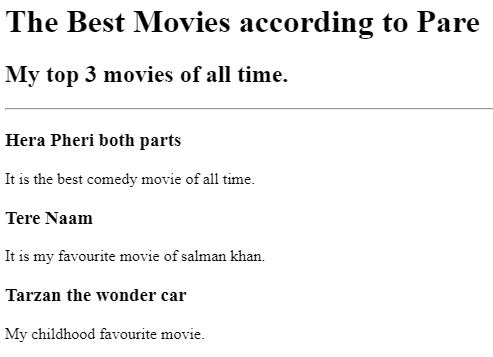 The Best Movies according to Pare
My top 3 movies of all time.
Hera Pheri both parts
It is the best comedy movie of all time.
Tere Naam
It is my favourite movie of salman khan.
Tarzan the wonder car
My childhood favourite movie.